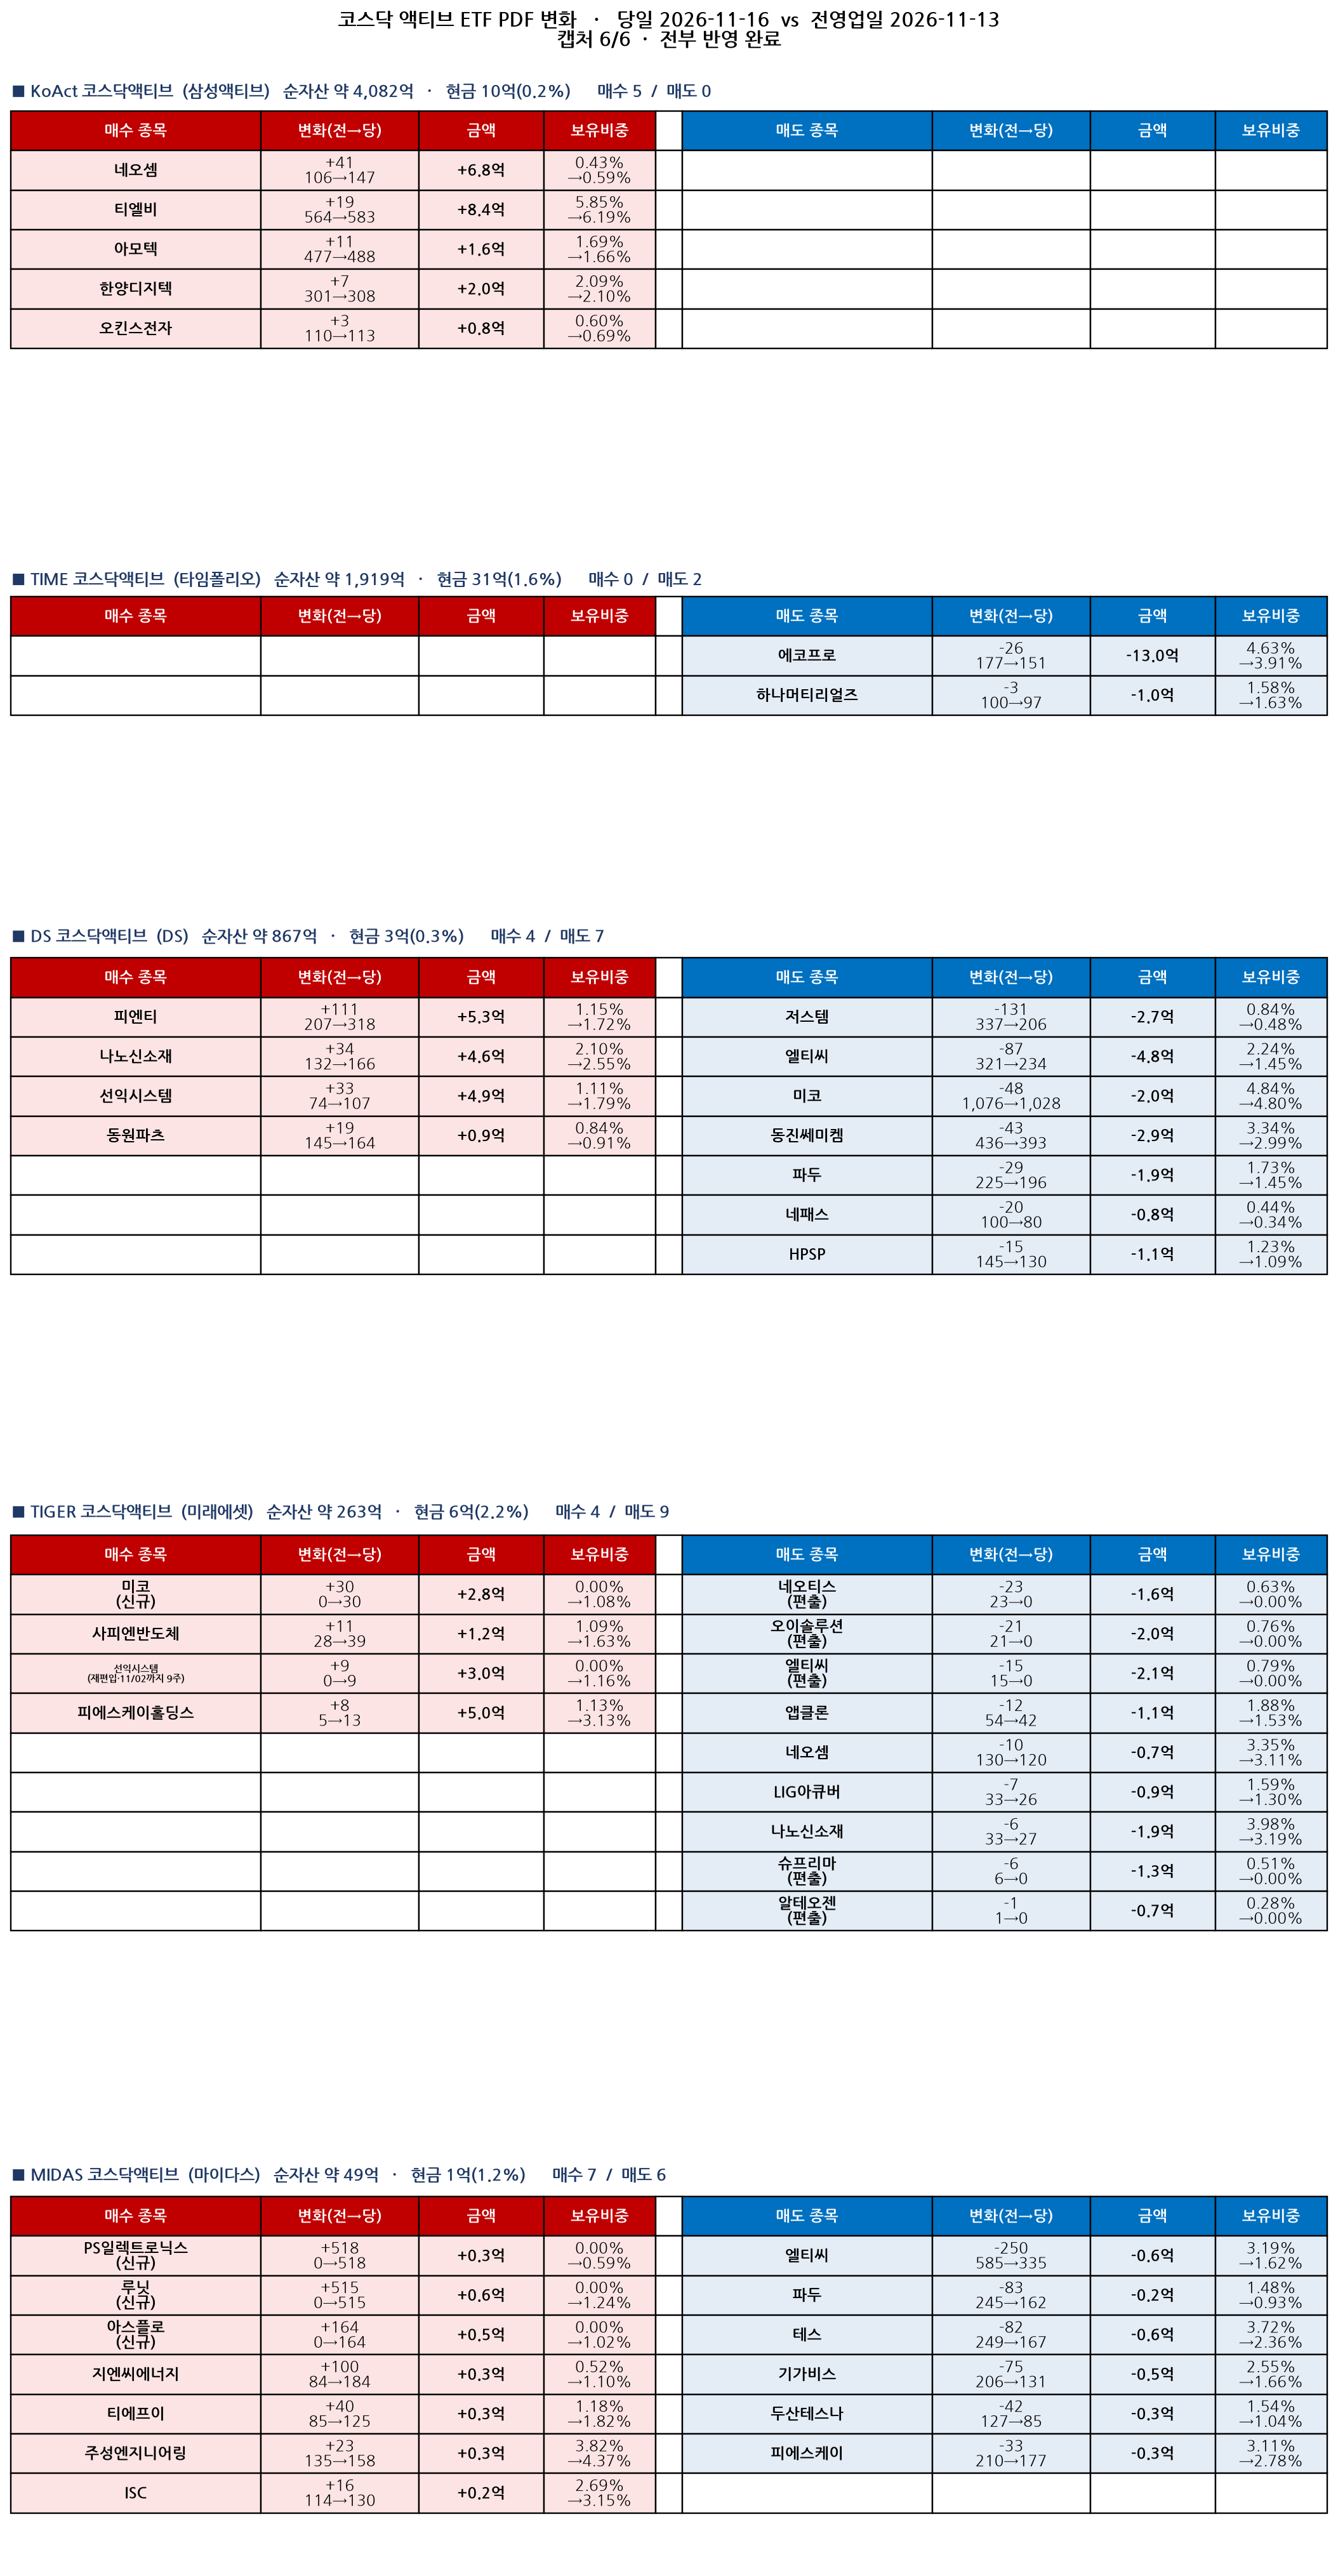 코스닥 액티브 ETF PDF 변화 · 당일 2026-11-16 vs 전영업일 2026-11-13
캡처 6/6 · 전부 반영 완료
■ KoAct 코스닥액티브 (삼성액티브) 순자산 약 4,082억 · 현금 10억(0.2%) 매수 5 / 매도 0
매수 종목 변화(전→당) 금액 보유비중 매도 종목 변화(전→당) 금액 보유비중
네오셈 +41 106→147 +6.8억 0.43% →0.59%
티엘비 +19 564→583 +8.4억 5.85% →6.19%
아모텍 +11 477→488 +1.6억 1.69% →1.66%
한양디지텍 +7 301→308 +2.0억 2.09% →2.10%
오킨스전자 +3 110→113 +0.8억 0.60% →0.69%
■ TIME 코스닥액티브 (타임폴리오) 순자산 약 1,919억 · 현금 31억(1.6%) 매수 0 / 매도 2
매수 종목 변화(전→당) 금액 보유비중 매도 종목 변화(전→당) 금액 보유비중
에코프로 -26 177→151 -13.0억 4.63% →3.91%
하나머티리얼즈 -3 100→97 -1.0억 1.58% →1.63%
■ DS 코스닥액티브 (DS) 순자산 약 867억 · 현금 3억(0.3%) 매수 4 / 매도 7
매수 종목 변화(전→당) 금액 보유비중 매도 종목 변화(전→당) 금액 보유비중
피엔티 +111 207→318 +5.3억 1.15% →1.72% 저스템 -131 337→206 -2.7억 0.84% →0.48%
나노신소재 +34 132→166 +4.6억 2.10% →2.55% 엘티씨 -87 321→234 -4.8억 2.24% →1.45%
선익시스템 +33 74→107 +4.9억 1.11% →1.79% 미코 -48 1,076→1,028 -2.0억 4.84% →4.80%
동원파츠 +19 145→164 +0.9억 0.84% →0.91% 동진쎄미켐 -43 436→393 -2.9억 3.34% →2.99%
파두 -29 225→196 -1.9억 1.73% →1.45%
네패스 -20 100→80 -0.8억 0.44% →0.34%
HPSP -15 145→130 -1.1억 1.23% →1.09%
■ TIGER 코스닥액티브 (미래에셋) 순자산 약 263억 · 현금 6억(2.2%) 매수 4 / 매도 9
매수 종목 변화(전→당) 금액 보유비중 매도 종목 변화(전→당) 금액 보유비중
미코 (신규) +30 0→30 +2.8억 0.00% →1.08% 네오티스 (편출) -23 23→0 -1.6억 0.63% →0.00%
사피엔반도체 +11 28→39 +1.2억 1.09% →1.63% 오이솔루션 (편출) -21 21→0 -2.0억 0.76% →0.00%
선익시스템 (재편입·11/02까지 9주) +9 0→9 +3.0억 0.00% →1.16% 엘티씨 (편출) -15 15→0 -2.1억 0.79% →0.00%
피에스케이홀딩스 +8 5→13 +5.0억 1.13% →3.13% 앱클론 -12 54→42 -1.1억 1.88% →1.53%
네오셈 -10 130→120 -0.7억 3.35% →3.11%
LIG아큐버 -7 33→26 -0.9억 1.59% →1.30%
나노신소재 -6 33→27 -1.9억 3.98% →3.19%
슈프리마 (편출) -6 6→0 -1.3억 0.51% →0.00%
알테오젠 (편출) -1 1→0 -0.7억 0.28% →0.00%
■ MIDAS 코스닥액티브 (마이다스) 순자산 약 49억 · 현금 1억(1.2%) 매수 7 / 매도 6
매수 종목 변화(전→당) 금액 보유비중 매도 종목 변화(전→당) 금액 보유비중
PS일렉트로닉스 (신규) +518 0→518 +0.3억 0.00% →0.59% 엘티씨 -250 585→335 -0.6억 3.19% →1.62%
루닛 (신규) +515 0→515 +0.6억 0.00% →1.24% 파두 -83 245→162 -0.2억 1.48% →0.93%
아스플로 (신규) +164 0→164 +0.5억 0.00% →1.02% 테스 -82 249→167 -0.6억 3.72% →2.36%
지엔씨에너지 +100 84→184 +0.3억 0.52% →1.10% 기가비스 -75 206→131 -0.5억 2.55% →1.66%
티에프이 +40 85→125 +0.3억 1.18% →1.82% 두산테스나 -42 127→85 -0.3억 1.54% →1.04%
주성엔지니어링 +23 135→158 +0.3억 3.82% →4.37% 피에스케이 -33 210→177 -0.3억 3.11% →2.78%
ISC +16 114→130 +0.2억 2.69% →3.15%